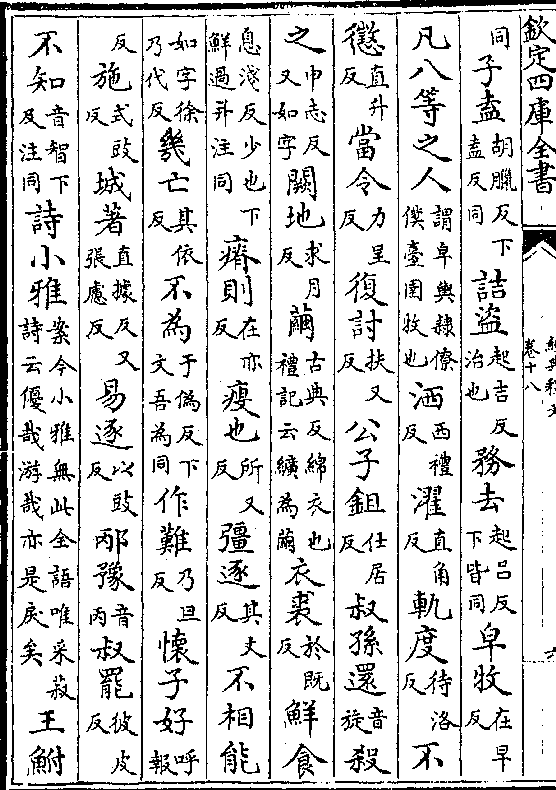 欽定四庫全書
經典釋文
卷十八
六
同子盍胡臘反下盍反同詰盜起吉反治也務去起呂反下皆同皁牧在早反
凡八等之人謂皁輿隸僚僕臺圉牧也洒西禮反濯直角反軌度待洛反不
懲直升反當令力呈反復討扶又反公子鉏仕居反叔孫還音旋殺
之申志反又如字闕地求月反繭古典反綿衣也禮記云纊為繭衣裘於既反鮮食
息淺反少也下鮮過并注同瘠則在亦反瘦也所又反彊逐其丈反不相能
如字徐乃代反幾亡其依反不為于偽反下文吾為同作難乃旦反懷子好呼報
反施式豉反城著直據反又張慮反易逐以豉反邴豫音丙叔罷彼皮反
不知音智下及注同詩小雅案今小雅無此全語唯采菽詩云優哉游哉亦是戾矣王鮒